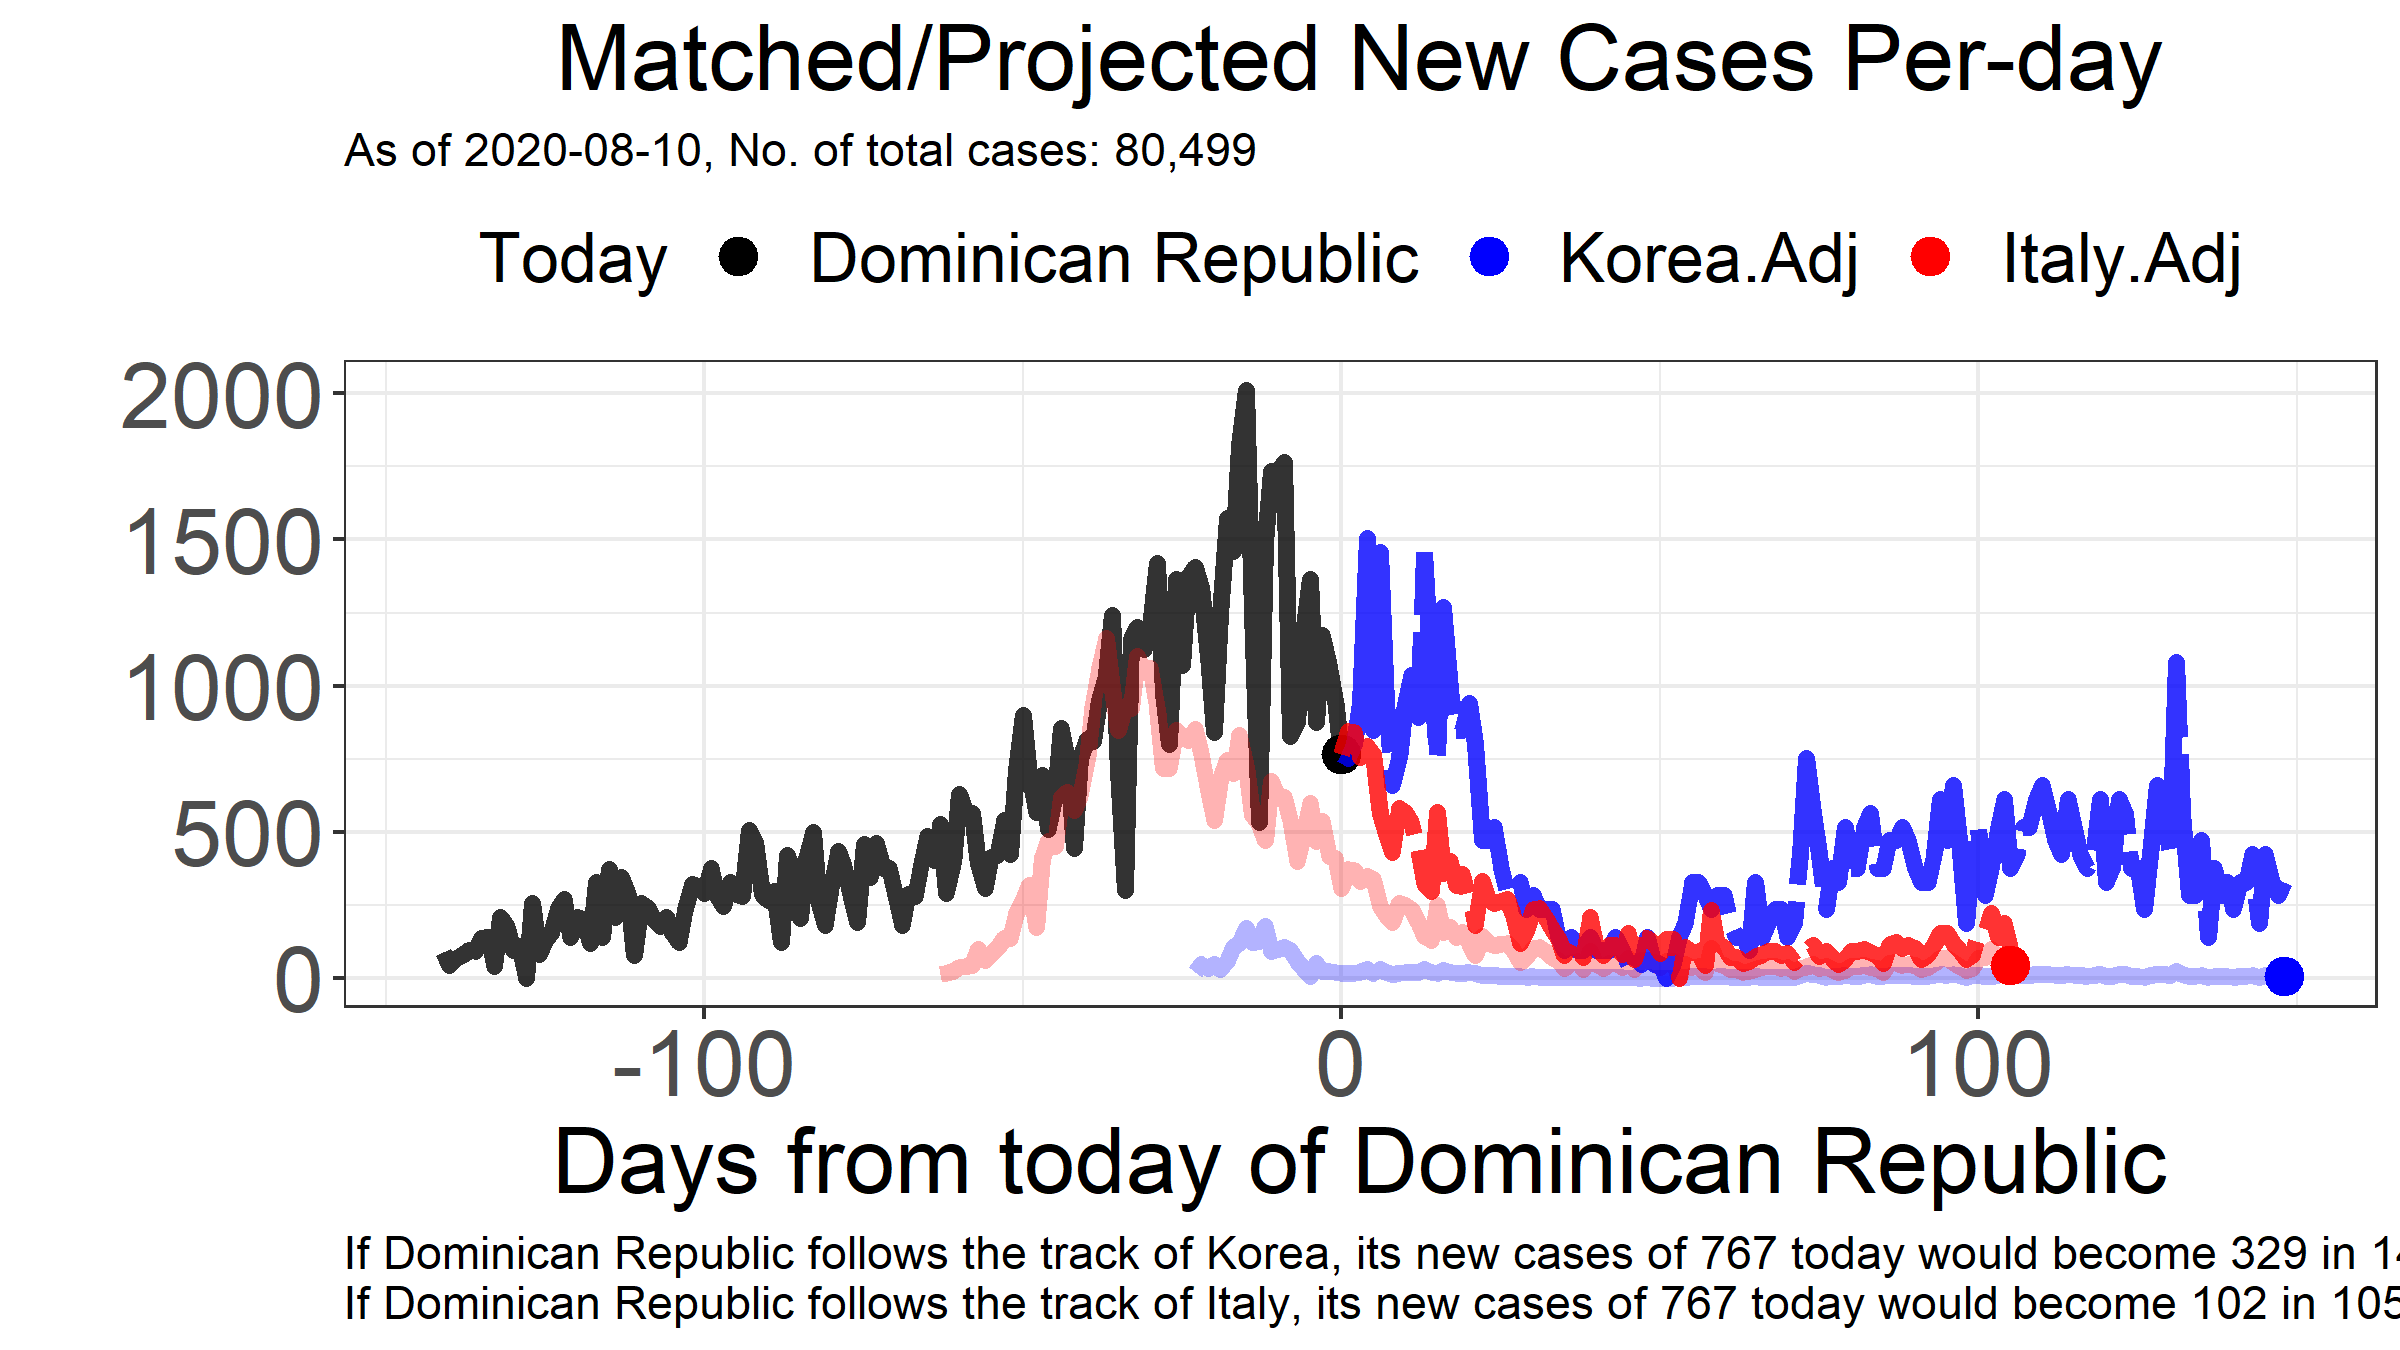 Matched/Projected New Cases Per-day
As of 2020-08-10, No. of total cases: 80,499
Today Dominican Republic Korea.Adj Italy.Adj
2000
1500
1000
500
0
-100 0 100
Days from today of Dominican Republic
If Dominican Republic follows the track of Korea, its new cases of 767 today would become 329 in
If Dominican Republic follows the track of Italy, its new cases of 767 today would become 102 in 105